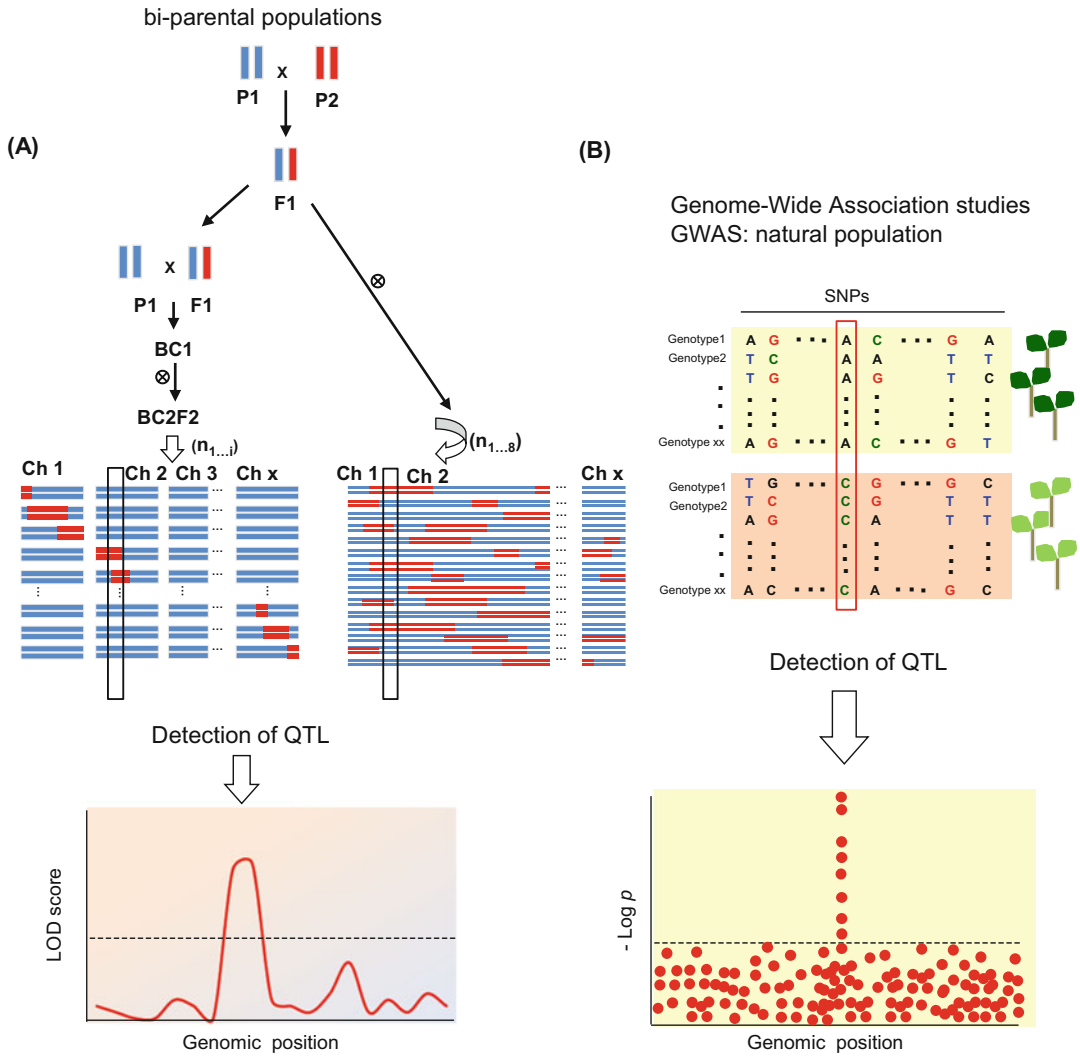 bi-parental populations
P1 x P2
(A)
F1
P1 x F1
BC1
BC2F2
(n1...i)
Ch 1 Ch 2 Ch 3 ... Ch x
(n1...8)
Ch 1 Ch 2 Ch x
Detection of QTL
LOD score
Genomic position
(B)
Genome-Wide Association studies
GWAS: natural population
SNPs
Genotype1 A G ... A C ... G A
Genotype2 T C A A T T
T G A G T C
Genotype xx A G ... A C ... G T
Genotype1 T G ... C G ... G C
Genotype2 T C C G T T
A G C A T T
Genotype xx A C ... C A ... G C
Detection of QTL
- Log p
Genomic position